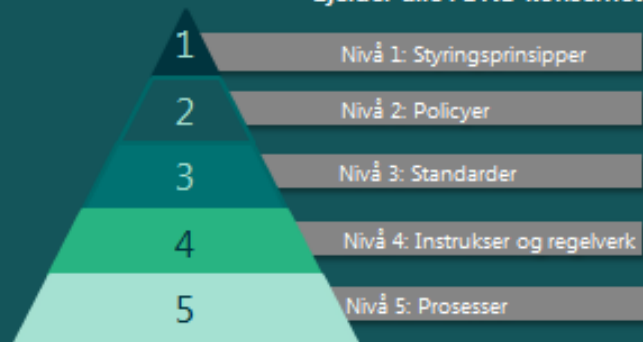 1
Nivå 1: Styringsprinsipper
2
Nivå 2: Policyer
3
Nivå 3: Standarder
4
Nivå 4: Instrukser og regelverk
5
Nivå 5: Prosesser